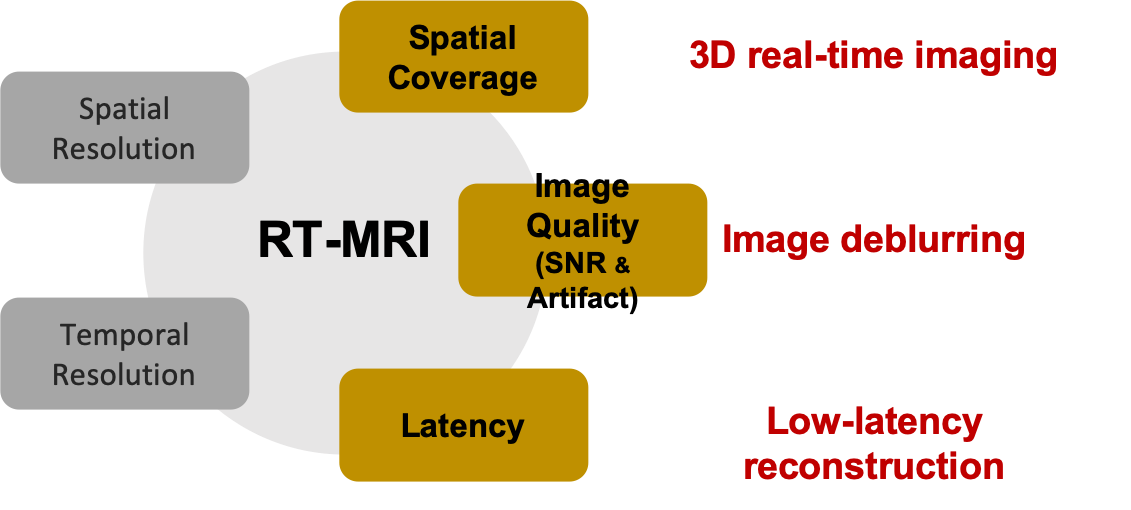 Spatial
Coverage
3D real-time imaging
Spatial
Resolution
RT-MRI
Image
Quality
(SNR &
Artifact)
Image deblurring
Temporal
Resolution
Latency
Low-latency
reconstruction